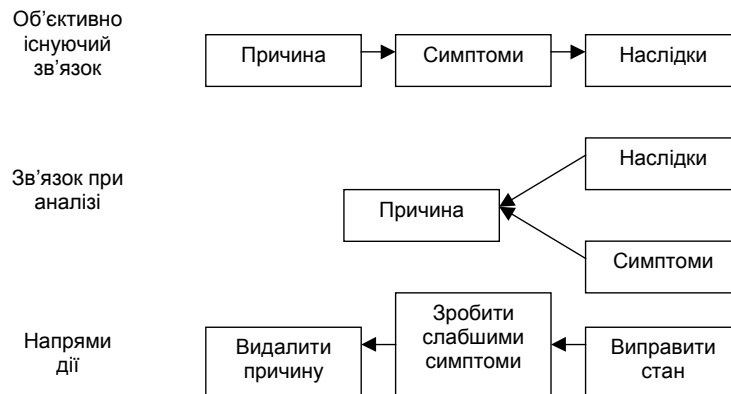 Об’єктивно
існуючий
зв’язок
Причина
Симптоми
Наслідки
Зв’язок при
аналізі
Наслідки
Причина
Симптоми
Напрями
дії
Видалити
причину
Зробити
слабшими
симптоми
Виправити
стан